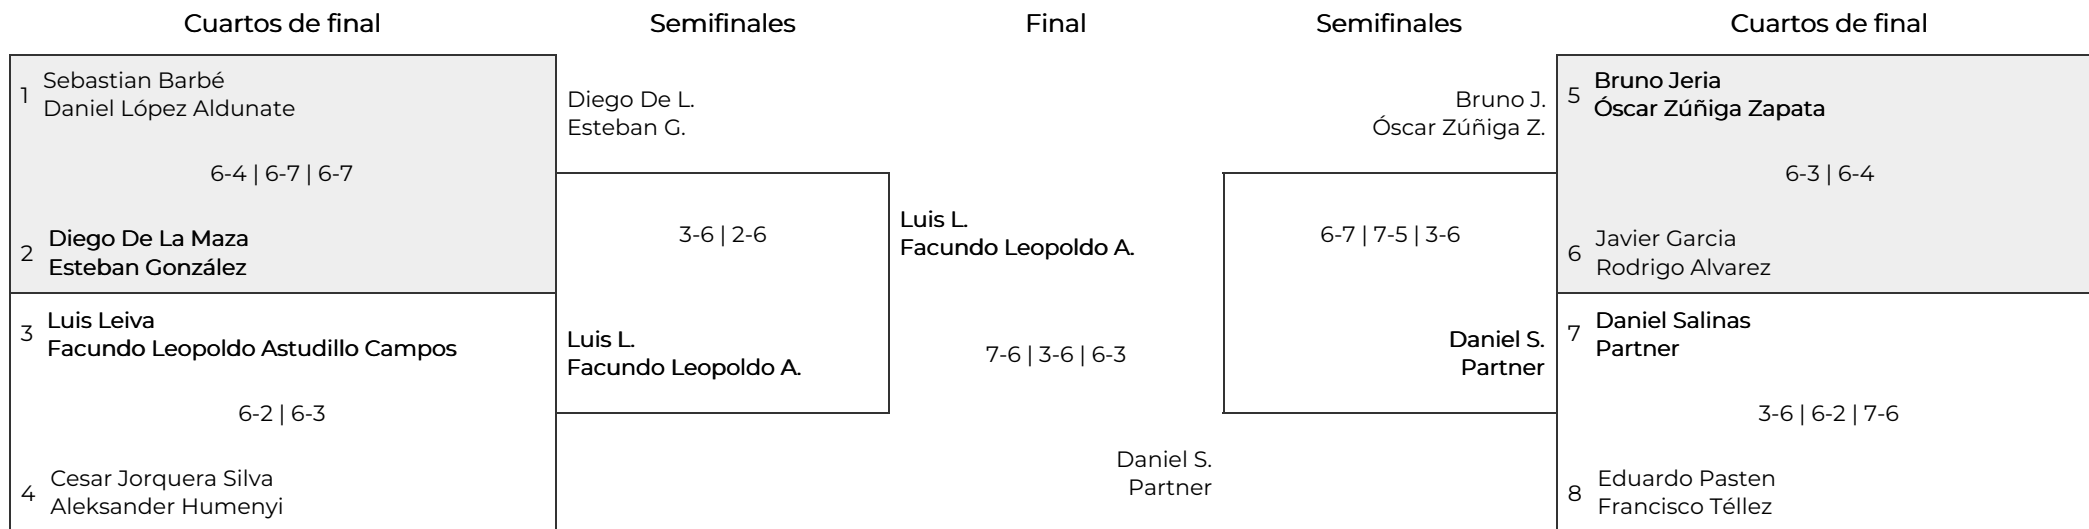 Cuartos de final
Semifinales
Final
Semifinales
Cuartos de final
1
Sebastian Barbé
Daniel López Aldunate
6-4 | 6-7 | 6-7
2
Diego De La Maza
Esteban González
3
Luis Leiva
Facundo Leopoldo Astudillo Campos
6-2 | 6-3
4
Cesar Jorquera Silva
Aleksander Humenyi
Diego De L.
Esteban G.
3-6 | 2-6
Luis L.
Facundo Leopoldo A.
Luis L.
Facundo Leopoldo A.
7-6 | 3-6 | 6-3
Daniel S.
Partner
Bruno J.
Óscar Zúñiga Z.
6-7 | 7-5 | 3-6
Daniel S.
Partner
5
Bruno Jeria
Óscar Zúñiga Zapata
6-3 | 6-4
6
Javier Garcia
Rodrigo Alvarez
7
Daniel Salinas
Partner
3-6 | 6-2 | 7-6
8
Eduardo Pasten
Francisco Téllez